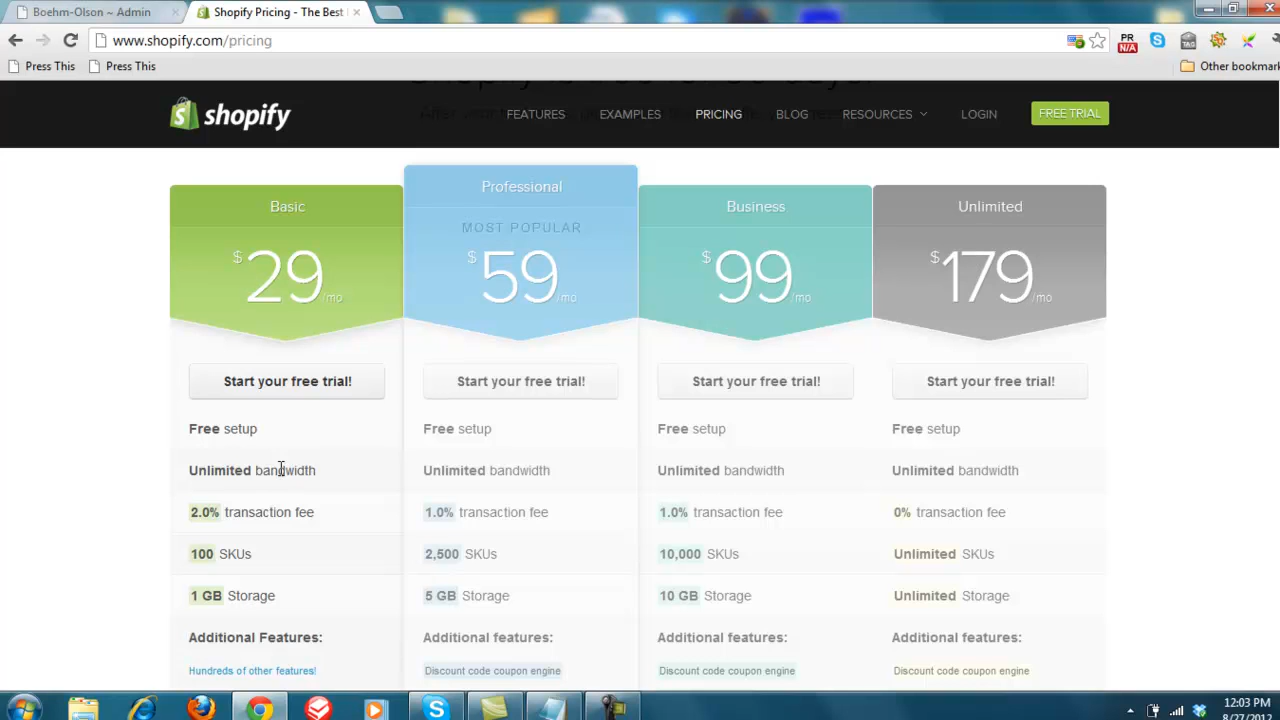 Boehm-Olson ~ Admin
Shopify Pricing - The Best
www.shopify.com/pricing
PR
N/A
TAG
Press This
Press This
Other bookmar
shopify
FEATURES
EXAMPLES
PRICING
BLOG
RESOURCES
LOGIN
FREE TRIAL
Basic
Professional
Business
Unlimited
MOST POPULAR
$29/mo
$59/mo
$99/mo
$179/mo
Start your free trial!
Start your free trial!
Start your free trial!
Start your free trial!
Free setup
Free setup
Free setup
Free setup
Unlimited bandwidth
Unlimited bandwidth
Unlimited bandwidth
Unlimited bandwidth
2.0% transaction fee
1.0% transaction fee
1.0% transaction fee
0% transaction fee
100 SKUs
2,500 SKUs
10,000 SKUs
Unlimited SKUs
1 GB Storage
5 GB Storage
10 GB Storage
Unlimited Storage
Additional Features:
Additional features:
Additional features:
Additional features:
Hundreds of other features!
Discount code coupon engine
Discount code coupon engine
Discount code coupon engine
12:03 PM